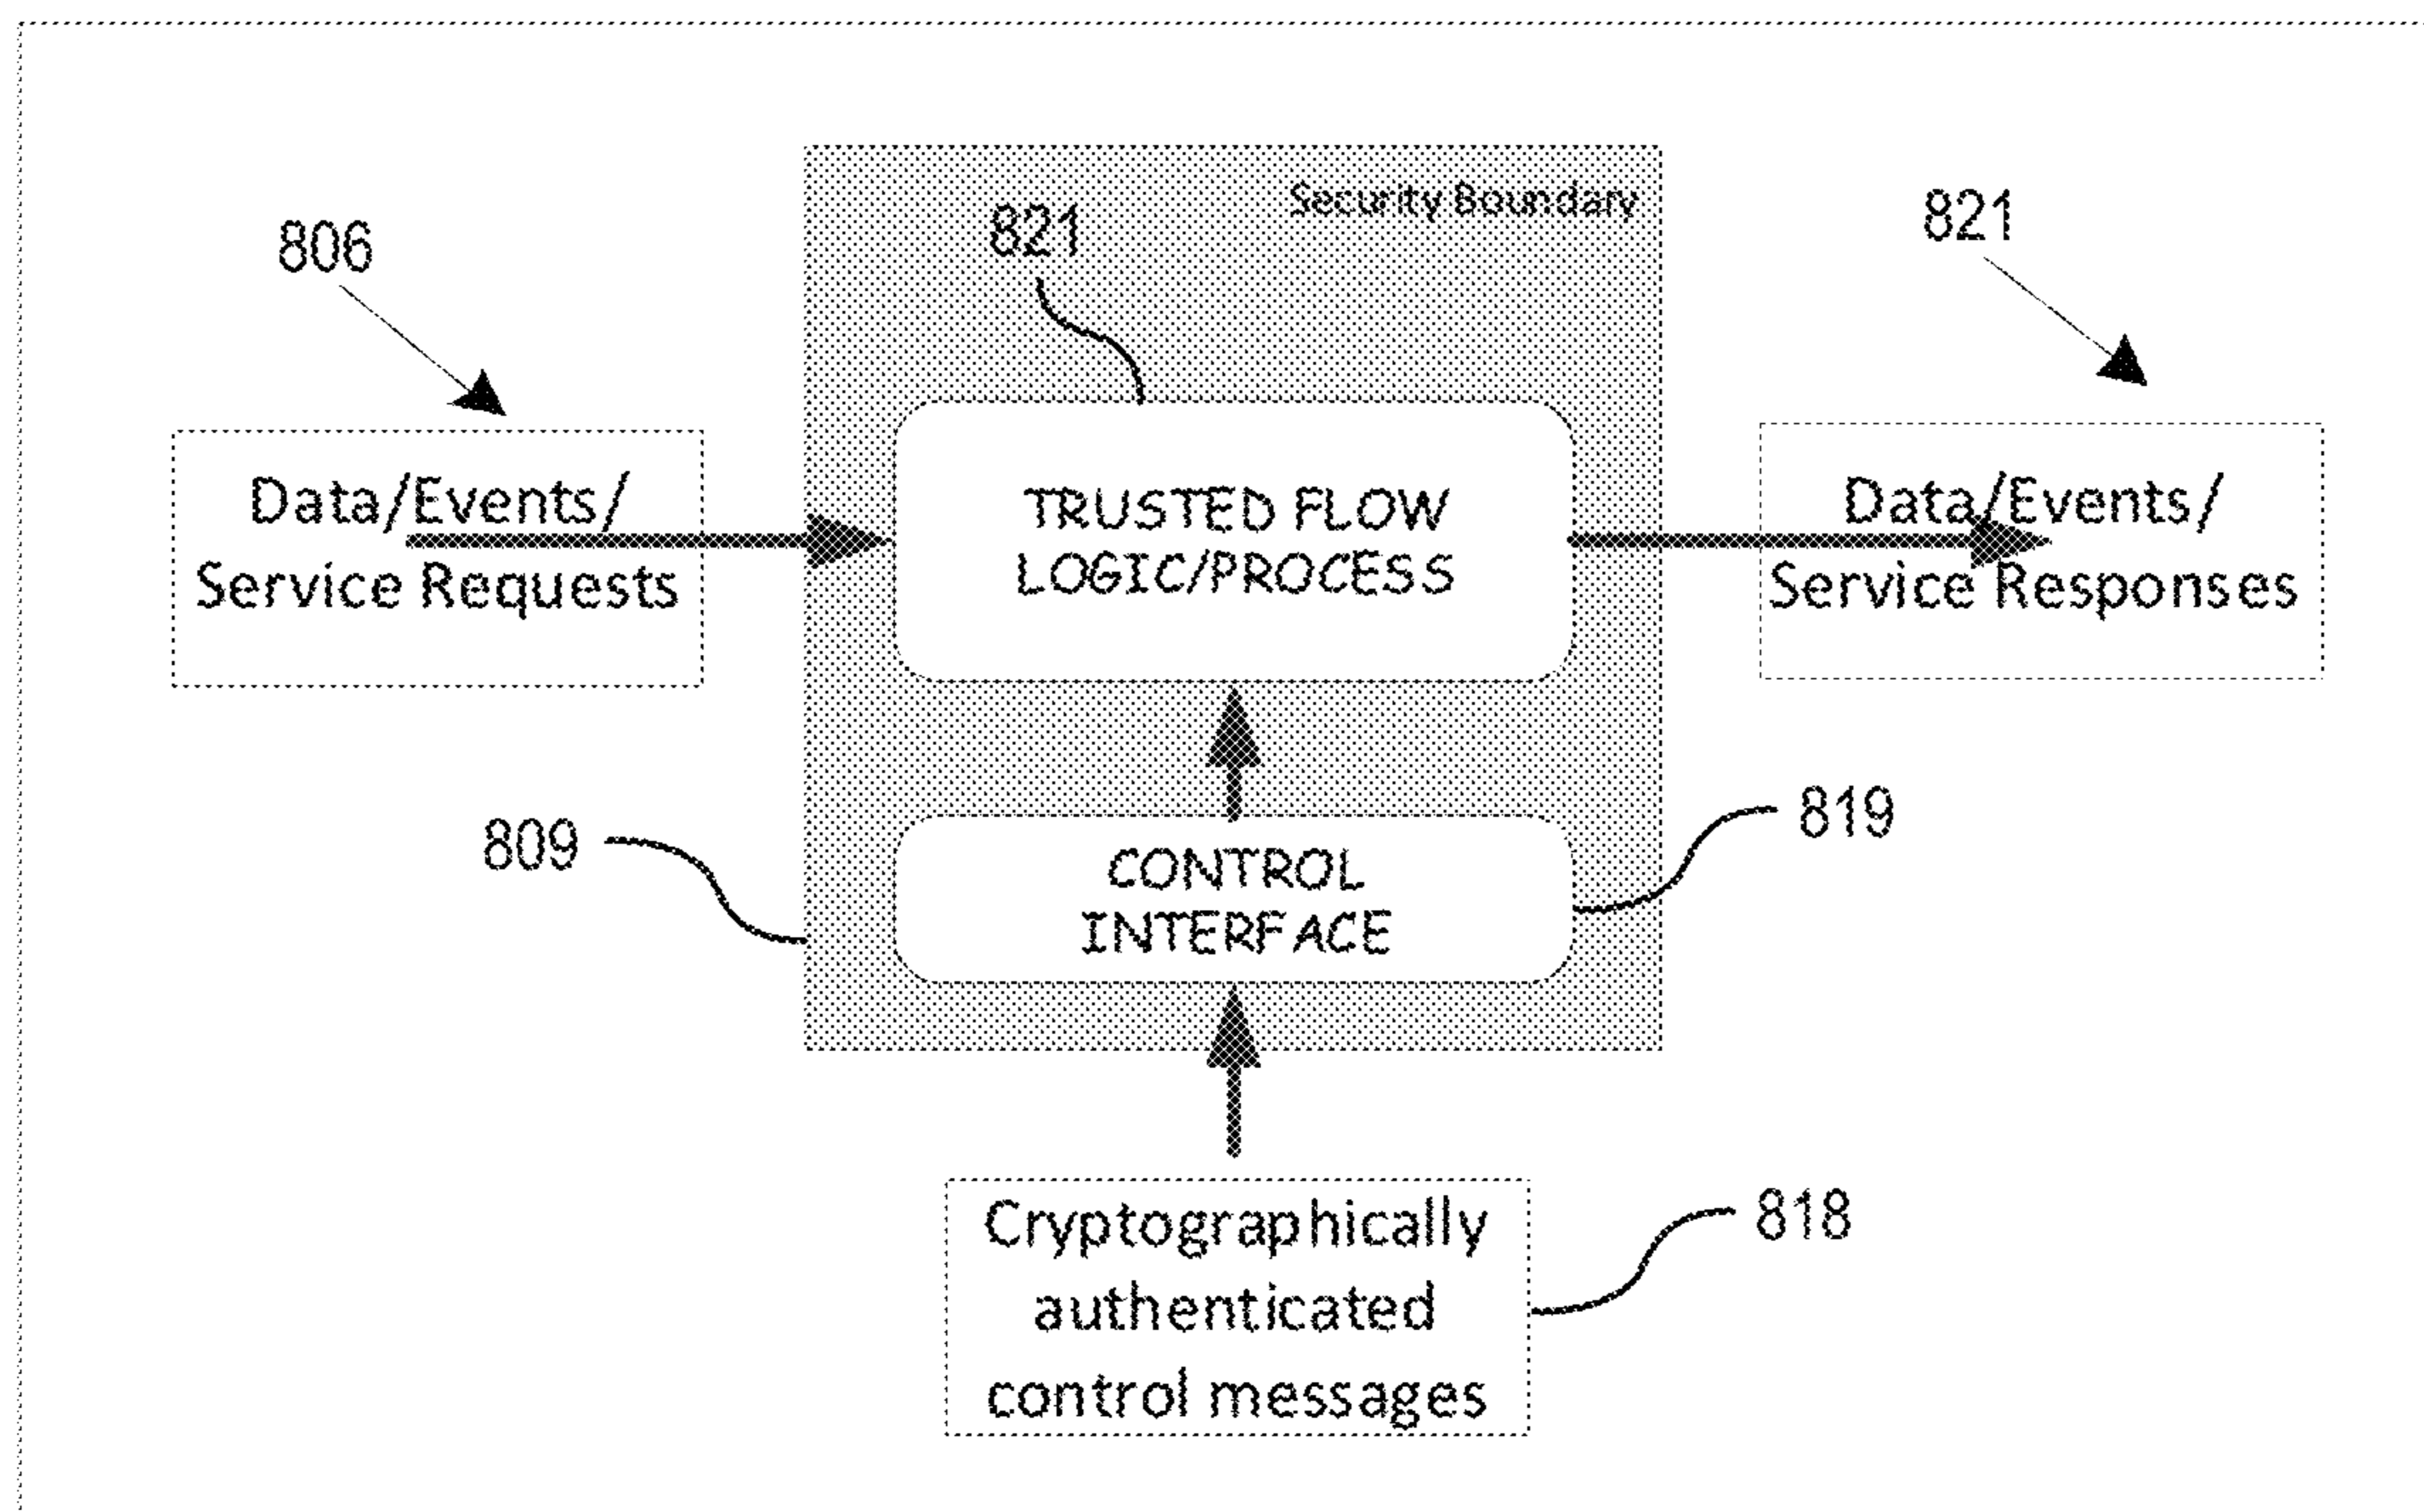 Security Boundary
821
821
806
Data/Events/
Service Requests
TRUSTED FLOW
LOGIC/PROCESS
Data/Events/
Service Responses
809
819
CONTROL
INTERFACE
Cryptographically
authenticated
control messages
818